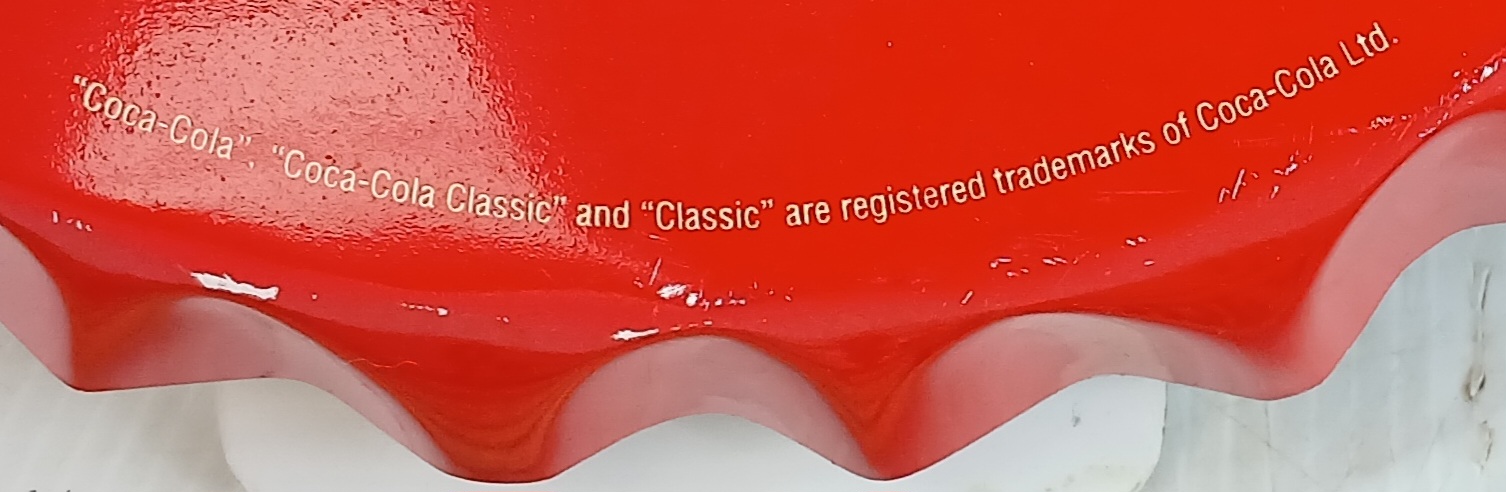 “Coca-Cola”, “Coca-Cola Classic” and “Classic” are registered trademarks of Coca-Cola Ltd.